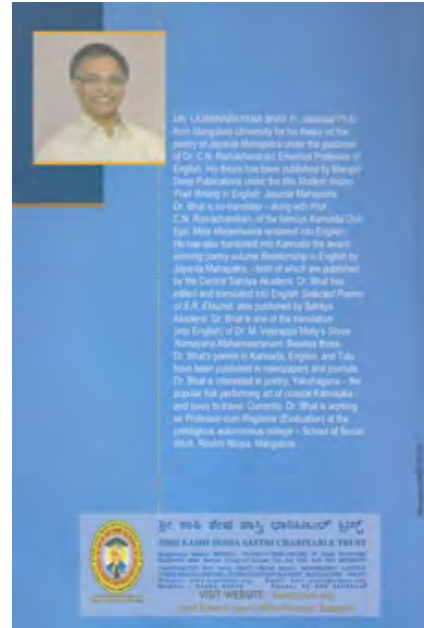 DR. LAXMINARAYANA BHAT P. obtained Ph.D.
from Mangalore University for his thesis on the
poetry of Jayanta Mahapatra under the guidance
of Dr. C.N. Ramachandran, Emeritus Professor of
English. His thesis has been published by
Deep Publications under the title Modern Indian
Poet Writing in English: Jayanta Mahapatra.
Dr. Bhat is co-translator - along with Prof.
C.N. Ramachandran, of the famous Kannada Oral
Epic Male Madeshwara rendered into English.
He has also translated into Kannada the award-
winning poetry volume Relationship in English by
Jayanta Mahapatra, - both of which are published
by the Central Sahitya Akademi. Dr. Bhat has
edited and translated into English Selected Poems
of S.R. Ekkundi, also published by Sahitya
Akademi. Dr. Bhat is one of the translators
(into English) of Dr. M. Veerappa Moily's Shree
Ramayana Mahanveshanam. Besides these,
Dr. Bhat's poems in Kannada, English, and Tulu
have been published in newspapers and journals.
Dr. Bhat is interested in poetry, Yakshagana - the
popular folk performing art of coastal Karnataka -
and loves to travel. Currently, Dr. Bhat is working
as Professor-cum-Registrar (Evaluation) at the
prestigious autonomous college - School of Social
Work, Roshni Nilaya, Mangalore.
ಶ್ರೀ ಕಾಶಿ ಶೇಷ ಶಾಸ್ತ್ರಿ ಛಾರಿಟಬಲ್ ಟ್ರಸ್ಟ್
SHRI KASHI SESHA SASTRI CHARITABLE TRUST
VISIT WEBSITE: